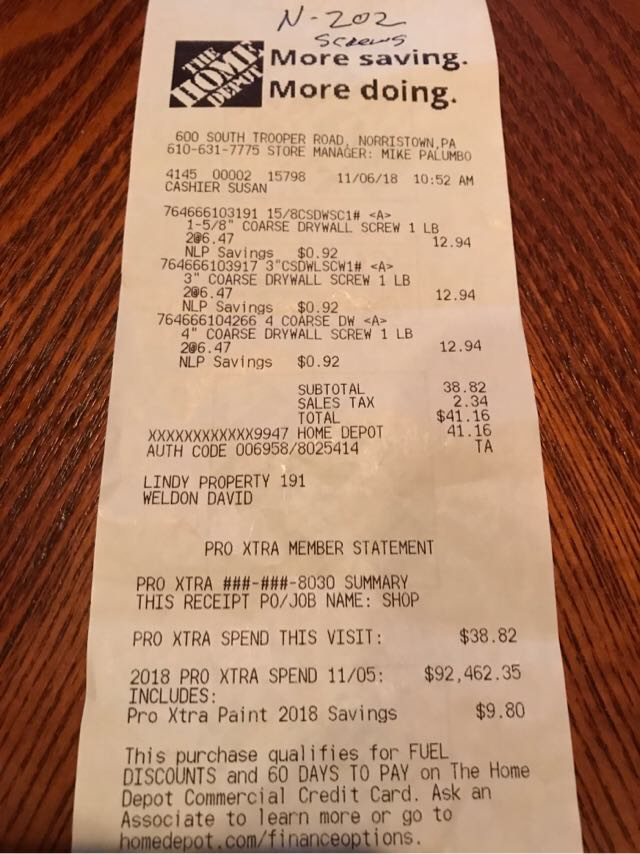 N-202
screws
THE HOME DEPOT
More saving.
More doing.
600 SOUTH TROOPER ROAD, NORRISTOWN,PA
610-631-7775 STORE MANAGER: MIKE PALUMBO
4145 00002 15798 11/06/18 10:52 AM
CASHIER SUSAN
764666103191 15/8CSDWSC1# <A>
1-5/8" COARSE DRYWALL SCREW 1 LB
2@6.47 12.94
NLP Savings $0.92
764666103917 3"CSDWLSCW1# <A>
3" COARSE DRYWALL SCREW 1 LB
2@6.47 12.94
NLP Savings $0.92
764666104266 4 COARSE DW <A>
4" COARSE DRYWALL SCREW 1 LB
2@6.47 12.94
NLP Savings $0.92
SUBTOTAL 38.82
SALES TAX 2.34
TOTAL $41.16
XXXXXXXXXXXX9947 HOME DEPOT 41.16
AUTH CODE 006958/8025414 TA
LINDY PROPERTY 191
WELDON DAVID
PRO XTRA MEMBER STATEMENT
PRO XTRA ###-###-8030 SUMMARY
THIS RECEIPT PO/JOB NAME: SHOP
PRO XTRA SPEND THIS VISIT: $38.82
2018 PRO XTRA SPEND 11/05: $92,462.35
INCLUDES:
Pro Xtra Paint 2018 Savings $9.80
This purchase qualifies for FUEL
DISCOUNTS and 60 DAYS TO PAY on The Home
Depot Commercial Credit Card. Ask an
Associate to learn more or go to
homedepot.com/financeoptions.